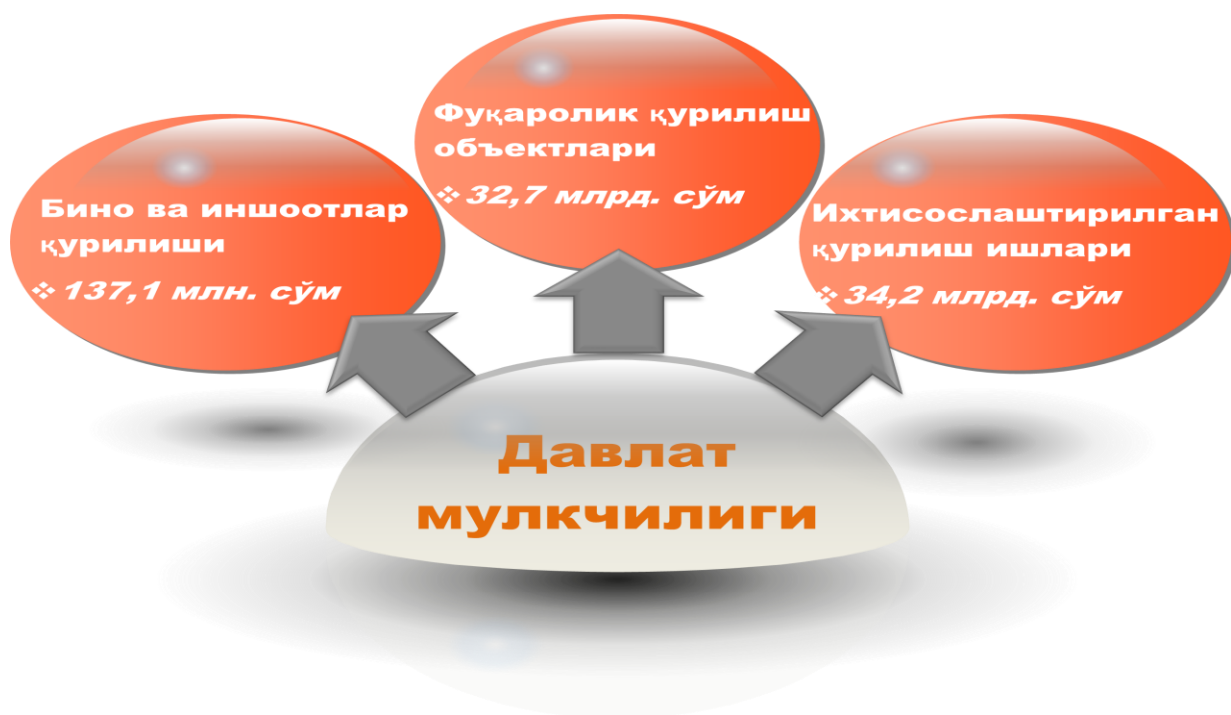 Фуқаролик қурилиш
объектлари
❖ 32,7 млрд. сўм
Бино ва иншоотлар
қурилиши
❖ 137,1 млн. сўм
Ихтисослаштирилган
қурилиш ишлари
❖ 34,2 млрд. сўм
Давлат
мулкчилиги